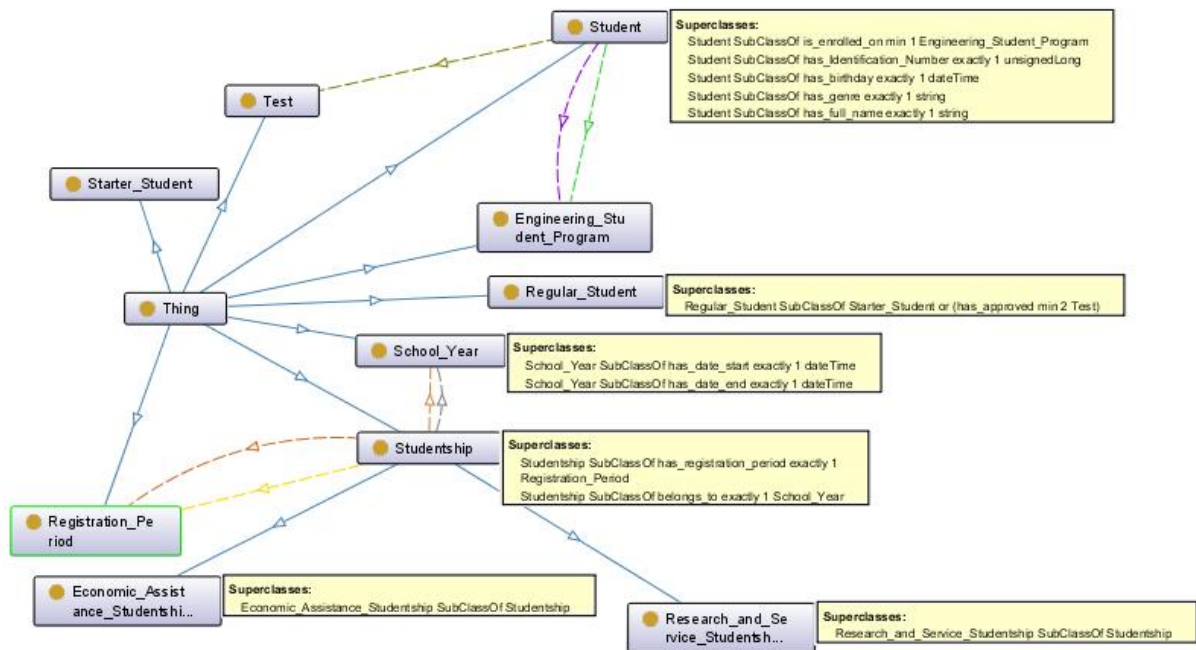 Student
Superclasses:
Student SubClassOf is_enrolled_on min 1 Engineering_Student_Program
Student SubClassOf has_Identification_Number exactly 1 unsignedLong
Student SubClassOf has_birthday exactly 1 dateTime
Student SubClassOf has_genre exactly 1 string
Student SubClassOf has_full_name exactly 1 string
Test
Starter_Student
Engineering_Stu
dent_Program
Thing
Regular_Student
Superclasses:
Regular_Student SubClassOf Starter_Student or (has_approved min 2 Test)
School_Year
Superclasses:
School_Year SubClassOf has_date_start exactly 1 dateTime
School_Year SubClassOf has_date_end exactly 1 dateTime
Studentship
Superclasses:
Studentship SubClassOf has_registration_period exactly 1
Registration_Period
Studentship SubClassOf belongs_to exactly 1 School_Year
Registration_Pe
riod
Economic_Assist
ance_Studentshi...
Superclasses:
Economic_Assistance_Studentship SubClassOf Studentship
Research_and_Se
rvice_Studentsh...
Superclasses:
Research_and_Service_Studentship SubClassOf Studentship